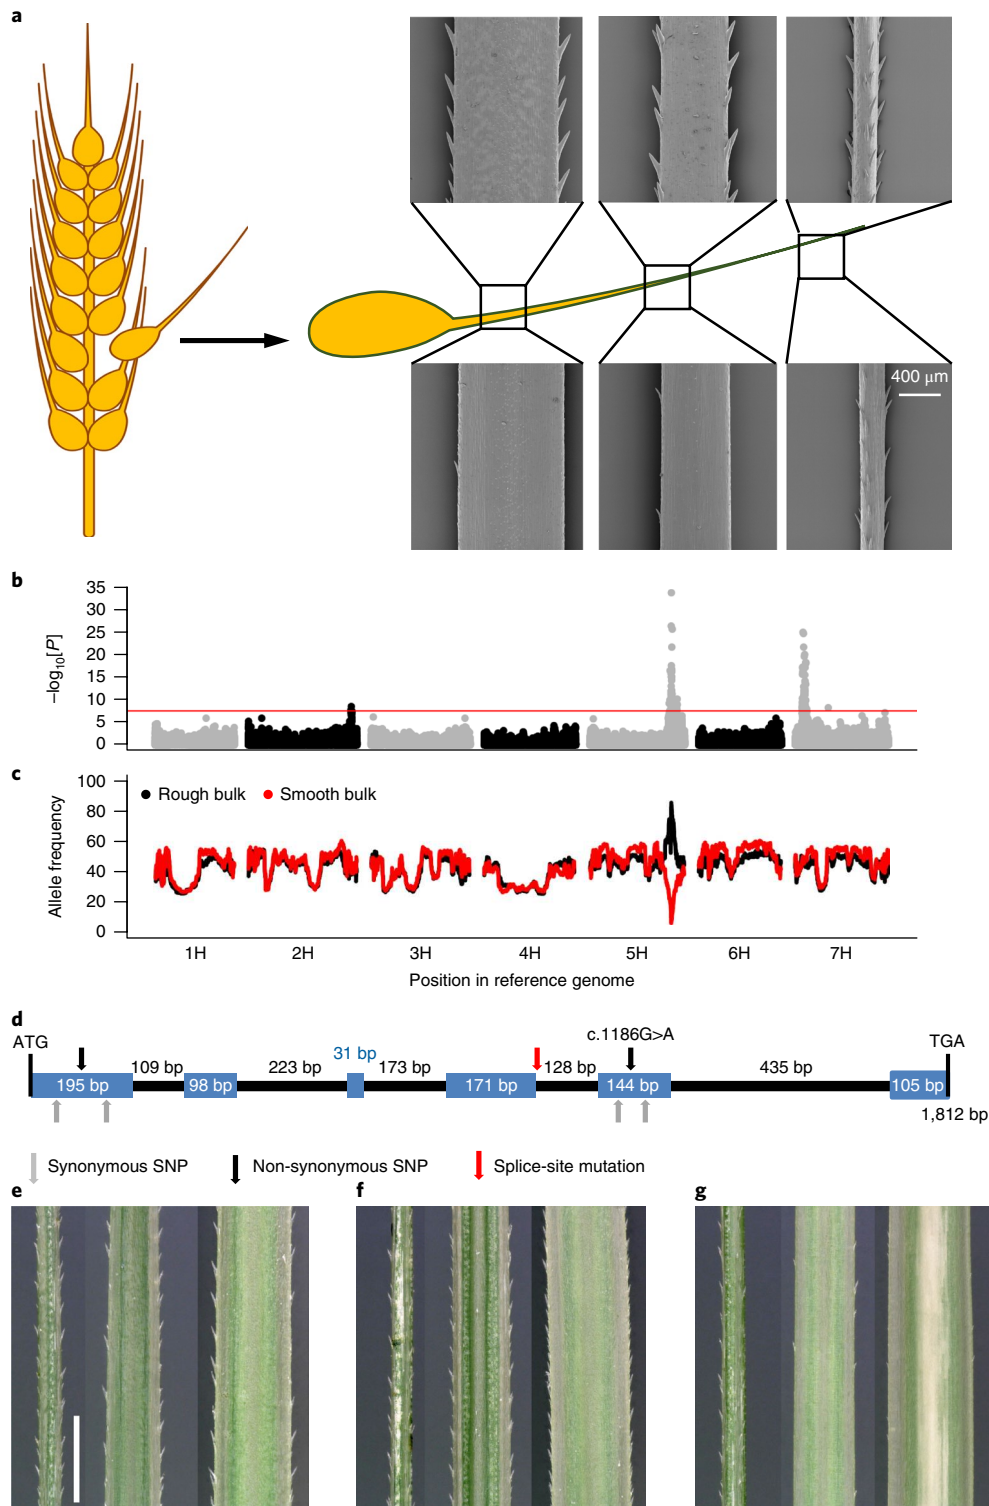 a
400 μm
b
35
30
25
20
15
10
5
0
–log10[P]
c
100
80
60
40
20
0
Allele frequency
Rough bulk
Smooth bulk
1H 2H 3H 4H 5H 6H 7H
Position in reference genome
d
ATG
c.1186G>A
TGA
31 bp
109 bp 223 bp 173 bp 128 bp 435 bp
195 bp 98 bp 171 bp 144 bp 105 bp
1,812 bp
Synonymous SNP
Non-synonymous SNP
Splice-site mutation
e
f
g